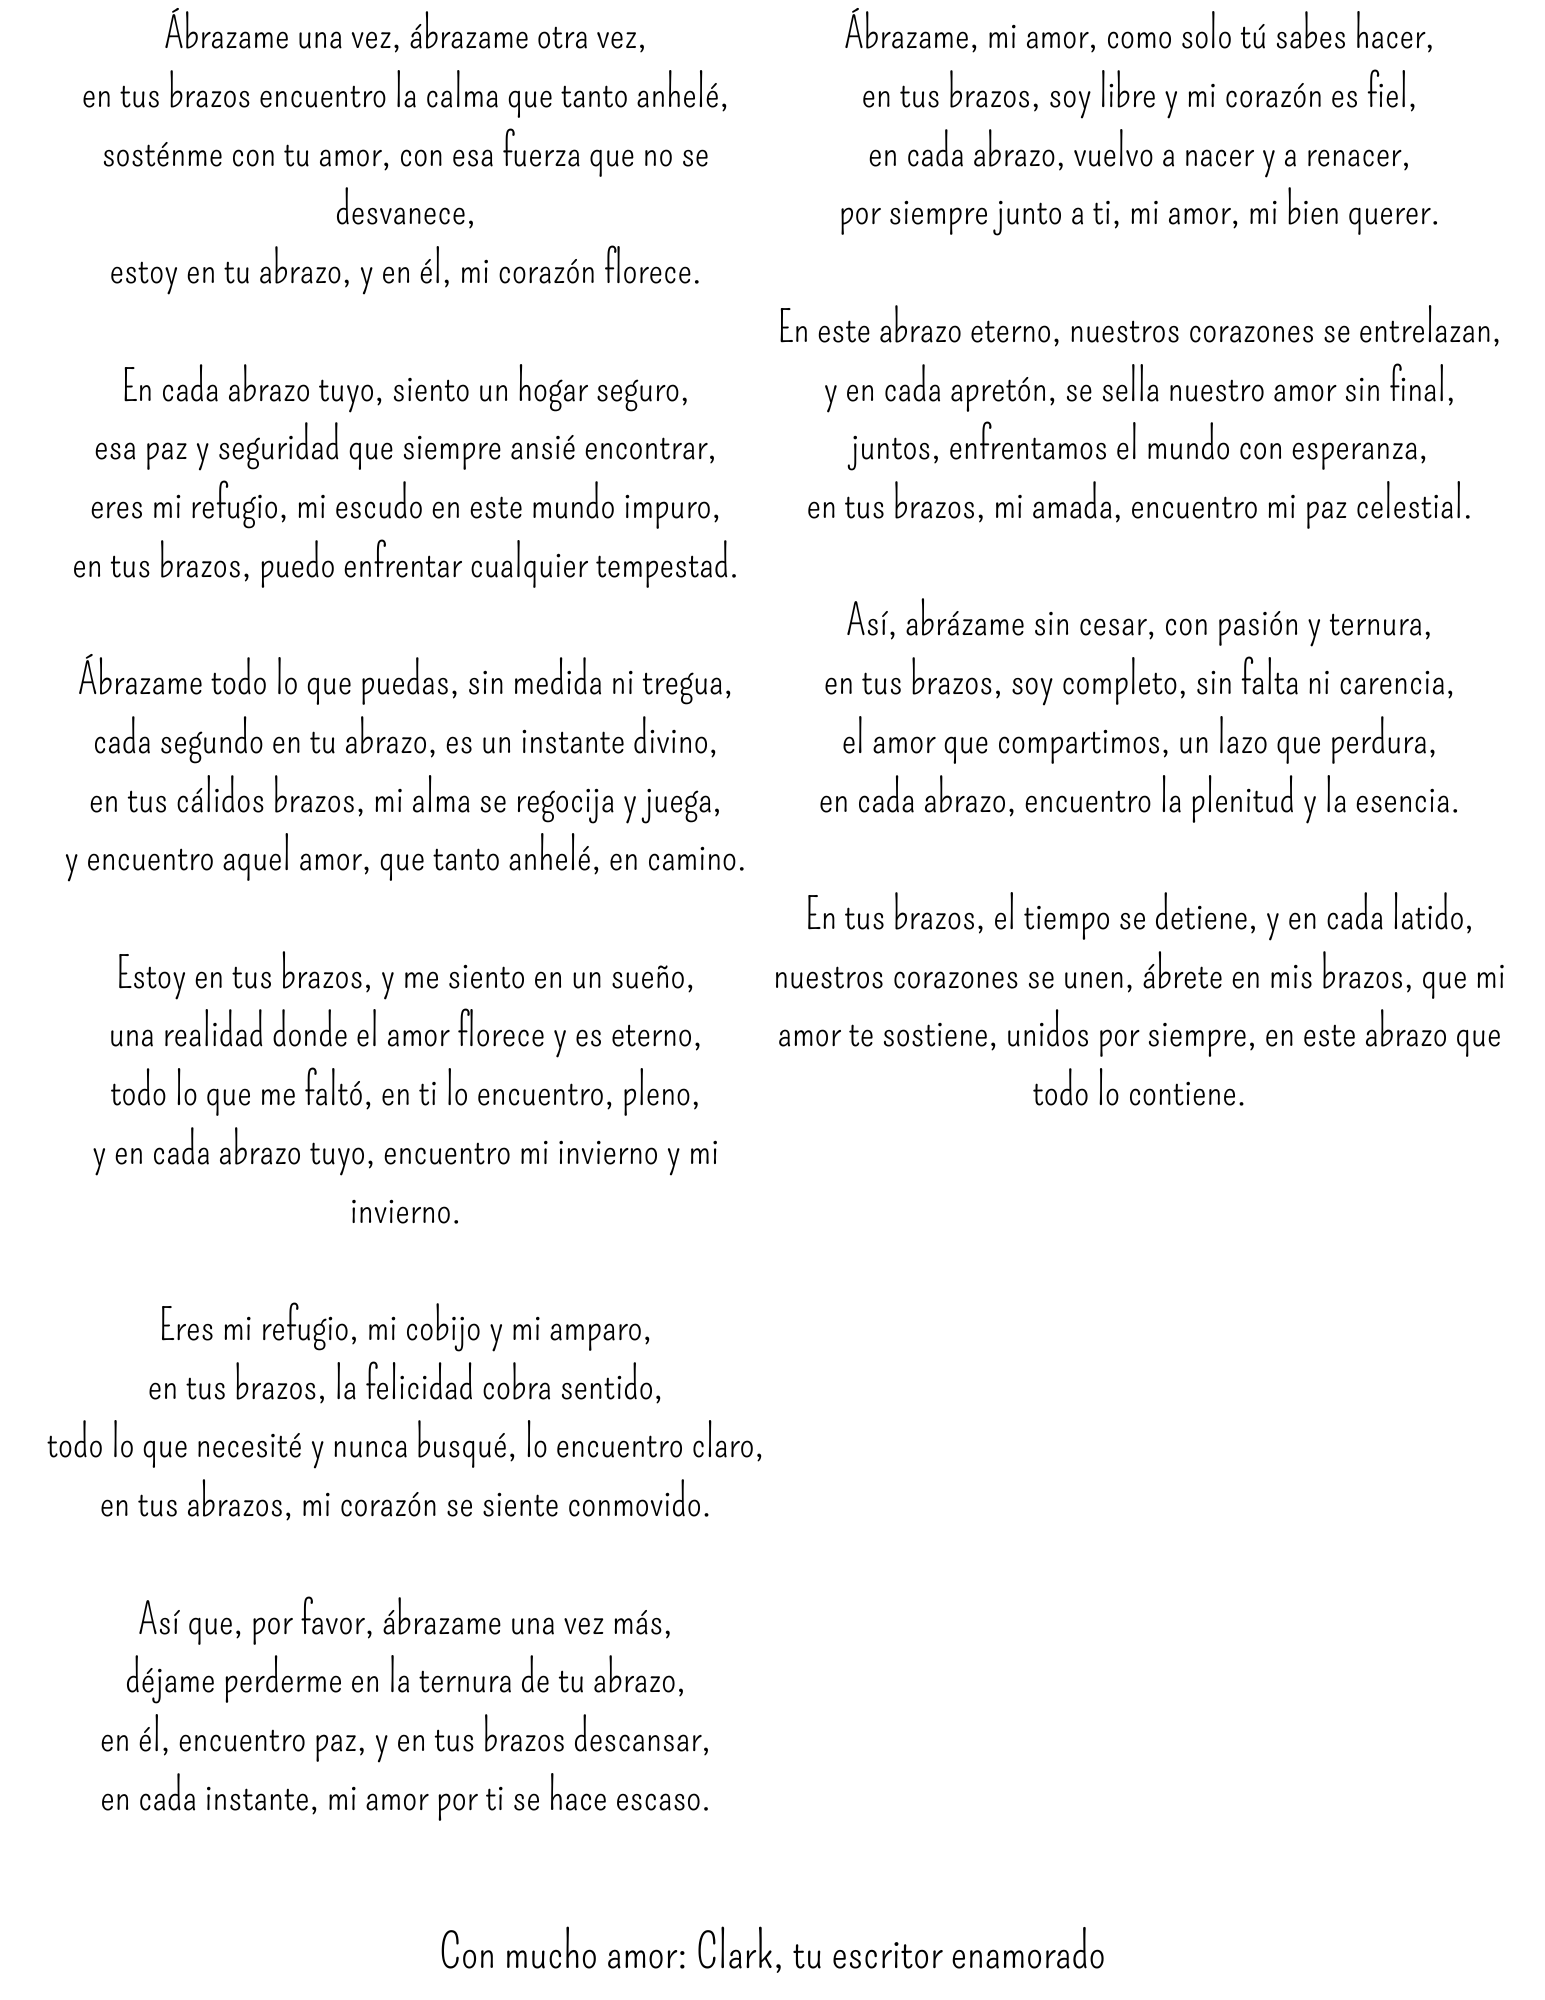 Ábrazame una vez, ábrazame otra vez,
en tus brazos encuentro la calma que tanto anhelé,
sosténme con tu amor, con esa fuerza que no se
desvanece,
estoy en tu abrazo, y en él, mi corazón florece.

En cada abrazo tuyo, siento un hogar seguro,
esa paz y seguridad que siempre ansié encontrar,
eres mi refugio, mi escudo en este mundo impuro,
en tus brazos, puedo enfrentar cualquier tempestad.

Ábrazame todo lo que puedas, sin medida ni tregua,
cada segundo en tu abrazo, es un instante divino,
en tus cálidos brazos, mi alma se regocija y juega,
y encuentro aquel amor, que tanto anhelé, en camino.

Estoy en tus brazos, y me siento en un sueño,
una realidad donde el amor florece y es eterno,
todo lo que me faltó, en ti lo encuentro, pleno,
y en cada abrazo tuyo, encuentro mi invierno y mi
invierno.

Eres mi refugio, mi cobijo y mi amparo,
en tus brazos, la felicidad cobra sentido,
todo lo que necesité y nunca busqué, lo encuentro claro,
en tus abrazos, mi corazón se siente conmovido.

Así que, por favor, ábrazame una vez más,
déjame perderme en la ternura de tu abrazo,
en él, encuentro paz, y en tus brazos descansar,
en cada instante, mi amor por ti se hace escaso.

Ábrazame, mi amor, como solo tú sabes hacer,
en tus brazos, soy libre y mi corazón es fiel,
en cada abrazo, vuelvo a nacer y a renacer,
por siempre junto a ti, mi amor, mi bien querer.

En este abrazo eterno, nuestros corazones se entrelazan,
y en cada apretón, se sella nuestro amor sin final,
juntos, enfrentamos el mundo con esperanza,
en tus brazos, mi amada, encuentro mi paz celestial.

Así, abrázame sin cesar, con pasión y ternura,
en tus brazos, soy completo, sin falta ni carencia,
el amor que compartimos, un lazo que perdura,
en cada abrazo, encuentro la plenitud y la esencia.

En tus brazos, el tiempo se detiene, y en cada latido,
nuestros corazones se unen, ábrete en mis brazos, que mi
amor te sostiene, unidos por siempre, en este abrazo que
todo lo contiene.

Con mucho amor: Clark, tu escritor enamorado